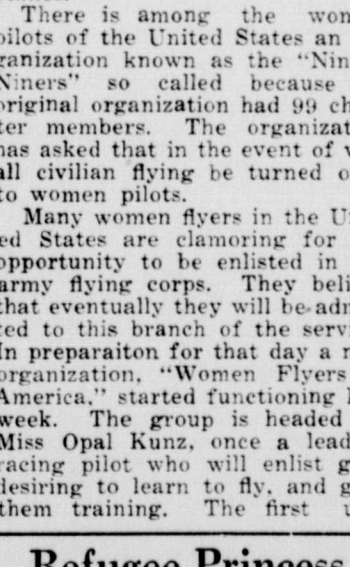 There is among the wom
pilots of the United States an
ganization known as the "Nin
Niners" so called because
original organization had 99 ch
ter members. The organizat
has asked that in the event of w
all civilian flying be turned o
to women pilots.
Many women flyers in the U
ed States are clamoring for
opportunity to be enlisted in
army flying corps. They beli
that eventually they will be adm
ted to this branch of the serv
In preparaiton for that day a n
organization, "Women Flyers
America," started functioning l
week. The group is headed
Miss Opal Kunz, once a lead
racing pilot who will enlist g
desiring to learn to fly, and g
them training. The first
Refugee Princess